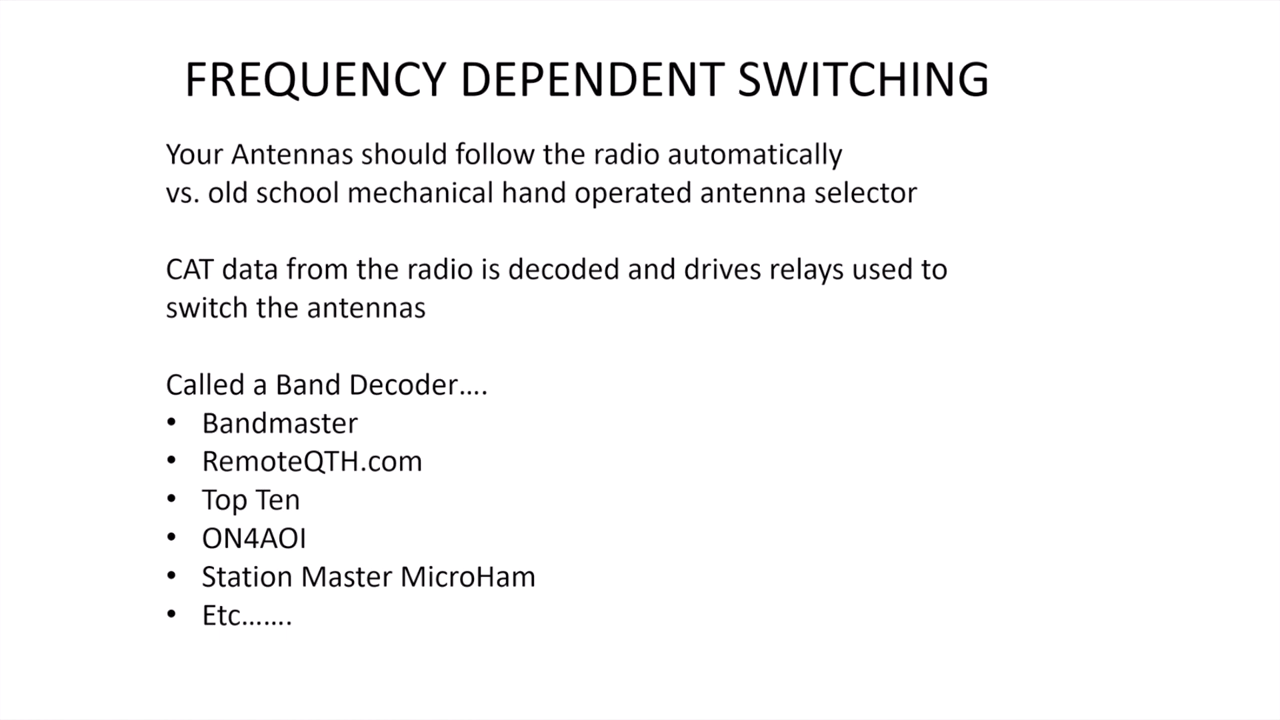 FREQUENCY DEPENDENT SWITCHING
Your Antennas should follow the radio automatically
vs. old school mechanical hand operated antenna selector
CAT data from the radio is decoded and drives relays used to
switch the antennas
Called a Band Decoder....
• Bandmaster
• RemoteQTH.com
• Top Ten
• ON4AOI
• Station Master MicroHam
• Etc.......